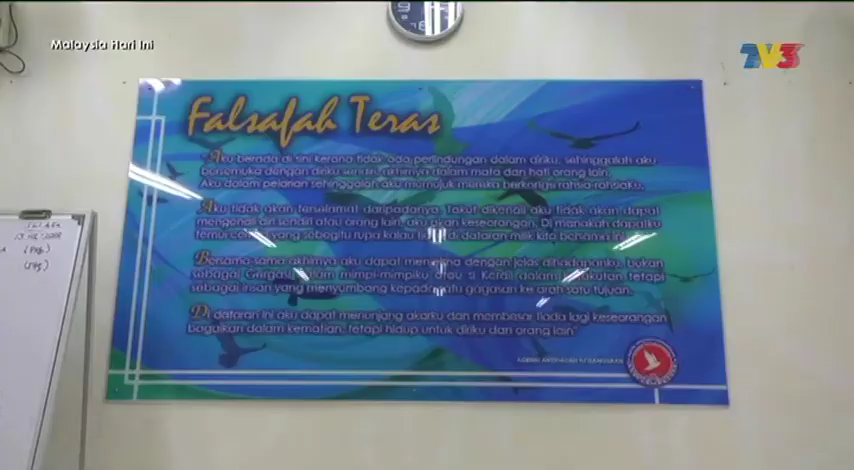 Malaysia Hari Ini
TV3
Falsafah Teras
"Aku berada di sini kerana tidak ada perlindungan dalam diriku, sehinggalah aku
bersemuka dengan diriku sendiri, akhirnya dalam mata dan hati orang lain.
Aku dalam pelarian sehinggalah aku memujuk mereka berkongsi rahsia-rahsiaku.
Aku tidak akan terselamat daripadanya. Takut dikenali aku tidak akan dapat
mengenali diri sendiri atau orang lain, aku akan keseorangan. Di manakah dapatku
temui yang sebegitu rupa kalau di dataran milik kita bersama ini
Bersama-sama akhirnya aku dapat menjelma dengan jelas dihadapanku, bukan
sebagai Gergasi dalam mimpi-mimpiku atau si Kerdil dalam tetapi
sebagai insan yang menyumbang kepada satu gagasan ke arah satu tujuan.
Di dataran ini aku dapat menunjang akarku dan membesar tiada lagi keseorangan
bagaikan dalam kematian, tetapi hidup untuk diriku dan orang lain"